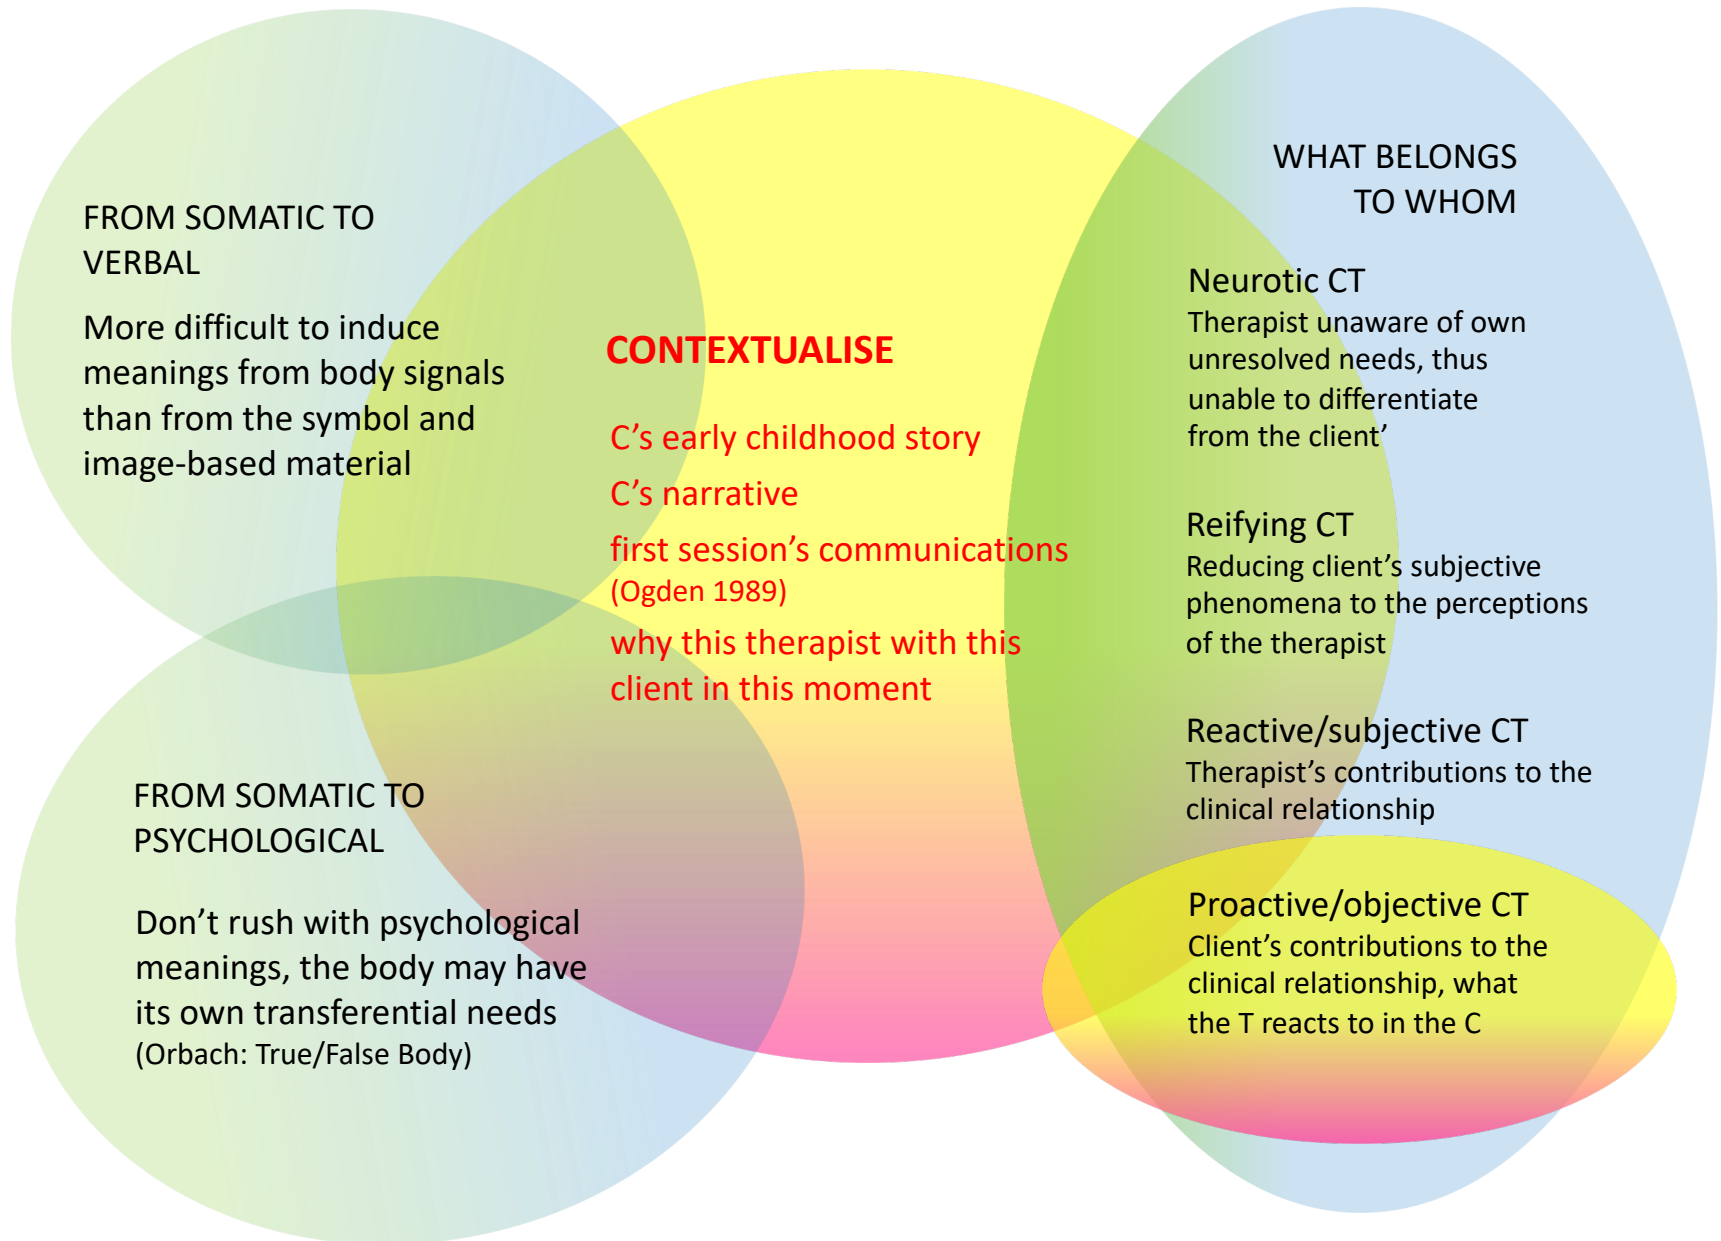 FROM SOMATIC TO
VERBAL
More difficult to induce
meanings from body signals
than from the symbol and
image-based material
FROM SOMATIC TO
PSYCHOLOGICAL
Don’t rush with psychological
meanings, the body may have
its own transferential needs
(Orbach: True/False Body)
CONTEXTUALISE
C’s early childhood story
C’s narrative
first session’s communications
(Ogden 1989)
why this therapist with this
client in this moment
WHAT BELONGS
TO WHOM
Neurotic CT
Therapist unaware of own
unresolved needs, thus
unable to differentiate
from the client’
Reifying CT
Reducing client’s subjective
phenomena to the perceptions
of the therapist
Reactive/subjective CT
Therapist’s contributions to the
clinical relationship
Proactive/objective CT
Client’s contributions to the
clinical relationship, what
the T reacts to in the C